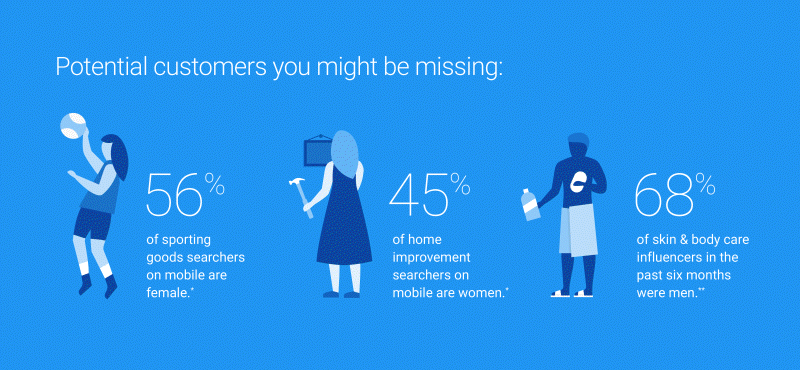 Potential customers you might be missing:
56%
of sporting
goods searchers
on mobile are
female.*
45%
of home
improvement
searchers on
mobile are women.*
68%
of skin & body care
influencers in the
past six months
were men.**